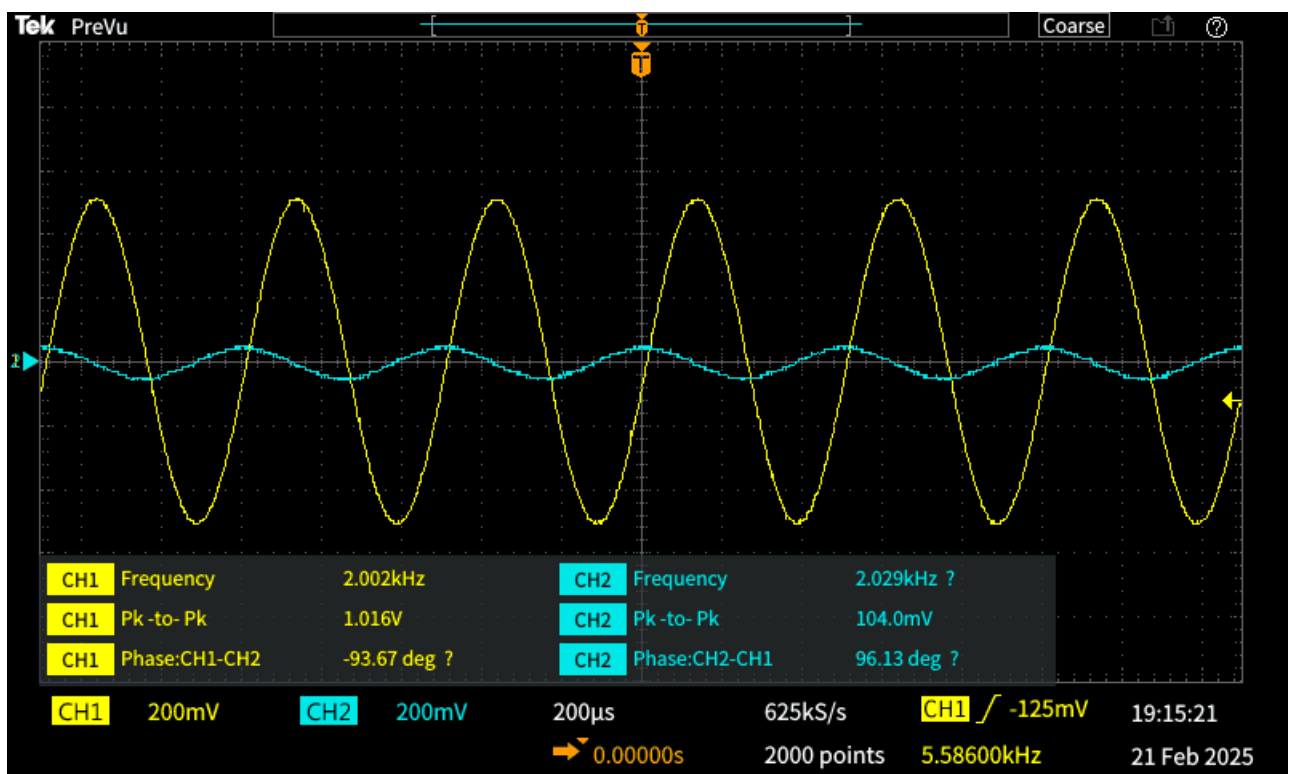 Tek PreVu Coarse ?
T
T
2
CH1 Frequency 2.002kHz CH2 Frequency 2.029kHz ?
CH1 Pk-to-Pk 1.016V CH2 Pk-to-Pk 104.0mV
CH1 Phase:CH1-CH2 -93.67 deg ? CH2 Phase:CH2-CH1 96.13 deg ?
CH1 200mV CH2 200mV 200µs 625kS/s CH1 -125mV 19:15:21
0.00000s 2000 points 5.58600kHz 21 Feb 2025